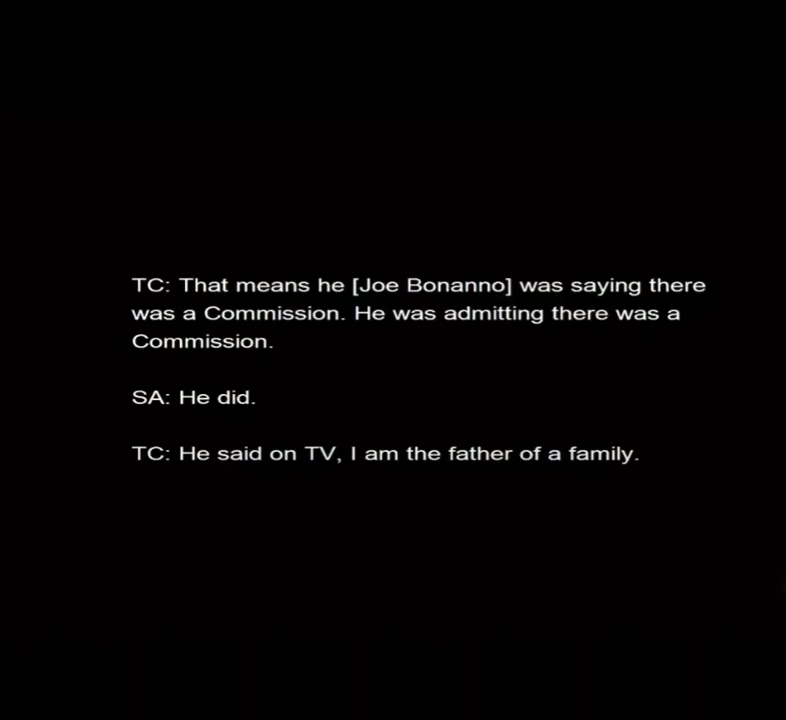 TC: That means he [Joe Bonanno] was saying there
was a Commission. He was admitting there was a
Commission.
SA: He did.
TC: He said on TV, I am the father of a family.